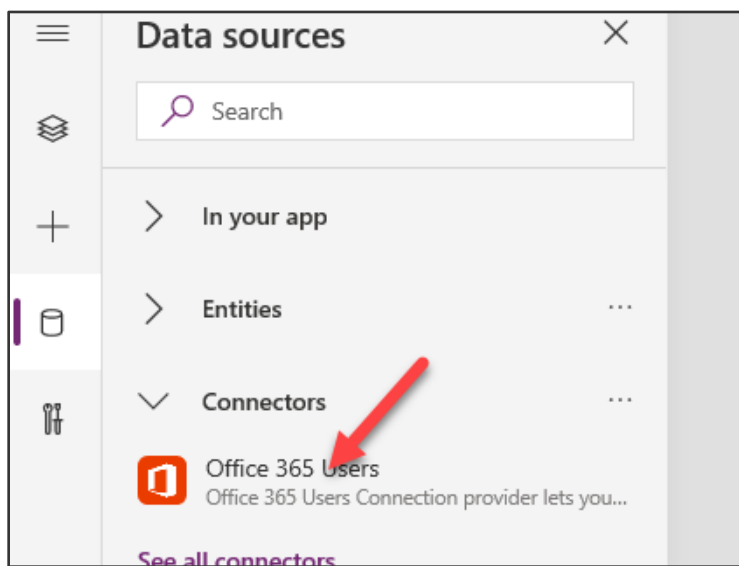 Data sources
Search
In your app
Entities
Connectors
Office 365 Users
Office 365 Users Connection provider lets you...
See all connectors